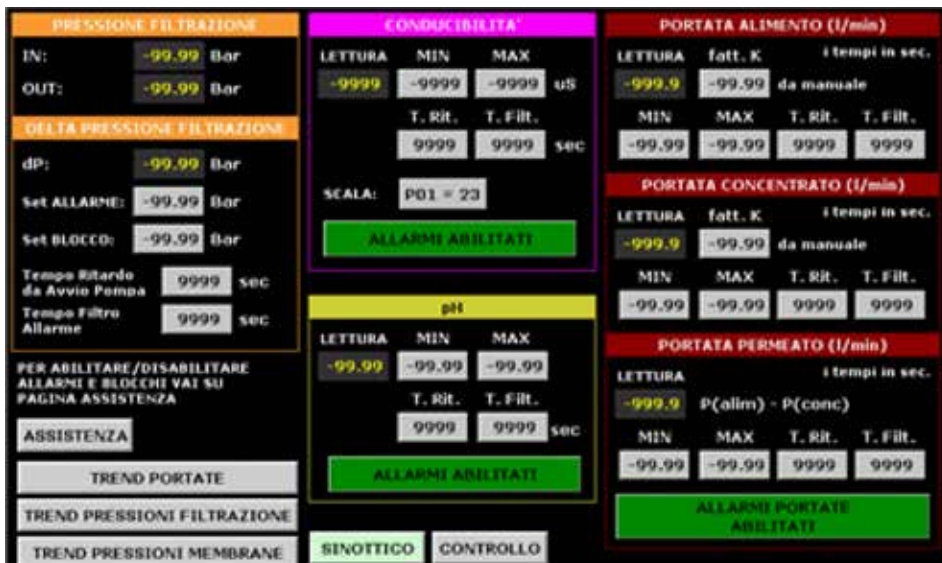 PRESSIONE FILTRAZIONE
IN: -99.99 Bar
OUT: -99.99 Bar
DELTA PRESSIONE FILTRAZIONE
dP: -99.99 Bar
Set ALLARME: -99.99 Bar
Set BLOCCO: -99.99 Bar
Tempo Ritardo
da Avvio Pompa 9999 sec
Tempo Filtro
Allarme 9999 sec
PER ABILITARE/DISABILITARE
ALLARMI E BLOCCHI VAI SU
PAGINA ASSISTENZA
ASSISTENZA
TREND PORTATE
TREND PRESSIONI FILTRAZIONE
TREND PRESSIONI MEMBRANE
CONDUCIBILITA'
LETTURA MIN MAX
-9999 -9999 -9999 uS
T. Rit. T. Filt.
9999 9999 sec
SCALA: P01 = 23
ALLARMI ABILITATI
pH
LETTURA MIN MAX
-99.99 -99.99 -99.99
T. Rit. T. Filt.
9999 9999 sec
ALLARMI ABILITATI
SINOTTICO CONTROLLO
PORTATA ALIMENTO (l/min)
LETTURA fatt. K i tempi in sec.
-999.9 -99.99 da manuale
MIN MAX T. Rit. T. Filt.
-99.99 -99.99 9999 9999
PORTATA CONCENTRATO (l/min)
LETTURA fatt. K i tempi in sec.
-999.9 -99.99 da manuale
MIN MAX T. Rit. T. Filt.
-99.99 -99.99 9999 9999
PORTATA PERMEATO (l/min)
LETTURA i tempi in sec.
-999.9 P(alim) - P(conc)
MIN MAX T. Rit. T. Filt.
-99.99 -99.99 9999 9999
ALLARMI PORTATE
ABILITATI